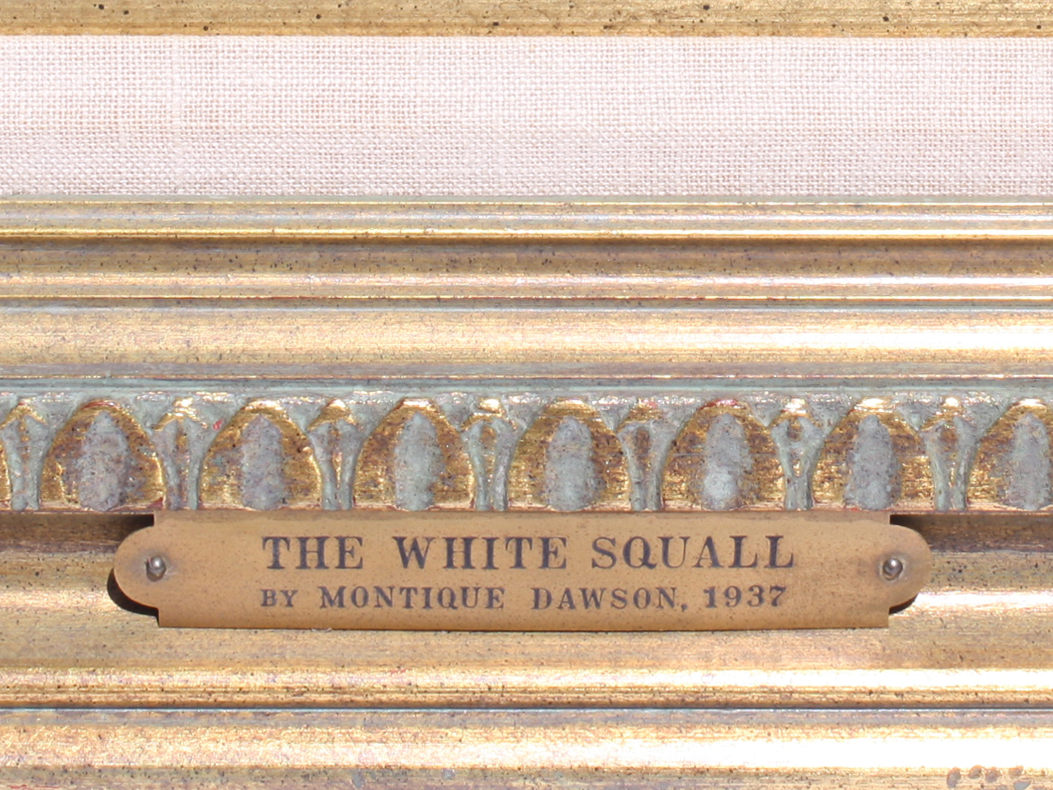 THE WHITE SQUALL
BY MONTIQUE DAWSON, 1937